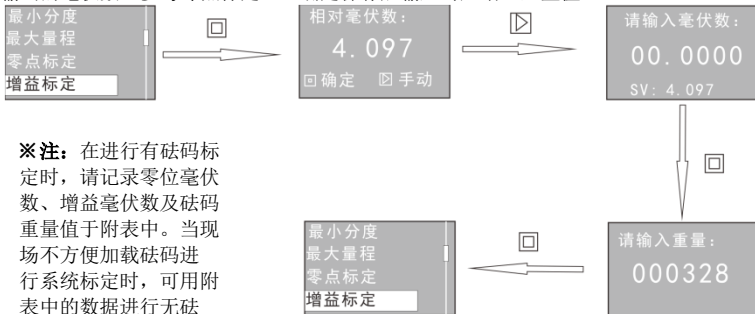 最小分度
最大量程
零点标定
增益标定
相对毫伏数：
4.097
确定 手动
请输入毫伏数：
00.0000
SV: 4.097
※注：在进行有砝码标
定时，请记录零位毫伏
数、增益毫伏数及砝码
重量值于附表中。当现
场不方便加载砝码进
行系统标定时，可用附
表中的数据进行无砝
最小分度
最大量程
零点标定
增益标定
请输入重量：
000328